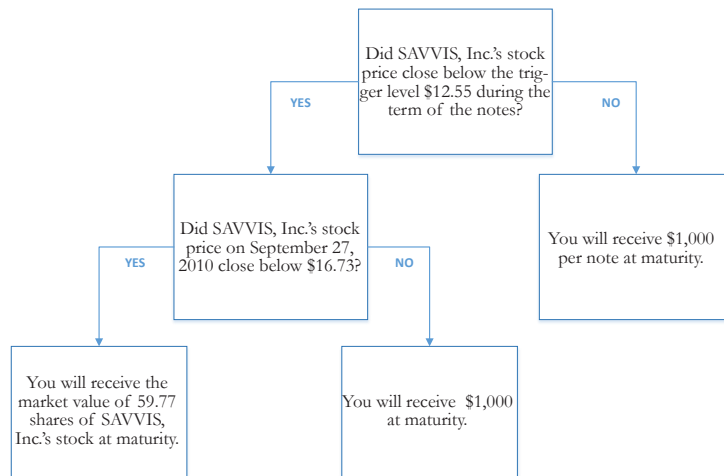 Did SAVVIS, Inc.'s stock
price close below the trig-
ger level $12.55 during the
term of the notes?
YES
NO
Did SAVVIS, Inc.'s stock
price on September 27,
2010 close below $16.73?
You will receive $1,000
per note at maturity.
YES
NO
You will receive the
market value of 59.77
shares of SAVVIS,
Inc.'s stock at maturity.
You will receive $1,000
at maturity.